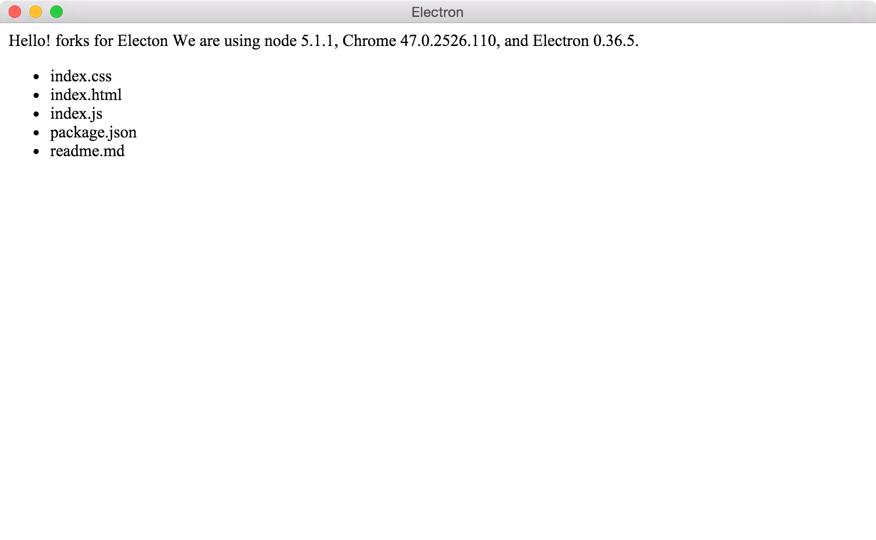 Electron
Hello! forks for Electon We are using node 5.1.1, Chrome 47.0.2526.110, and Electron 0.36.5.
index.css
index.html
index.js
package.json
readme.md